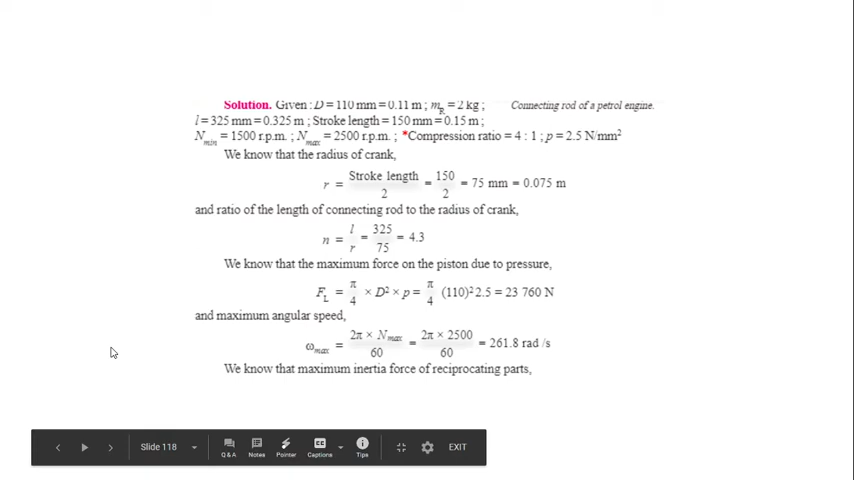 Solution. Given : D = 110 mm = 0.11 m ; m_R = 2 kg ; Connecting rod of a petrol engine.
l = 325 mm = 0.325 m ; Stroke length = 150 mm = 0.15 m ;
N_min = 1500 r.p.m. ; N_max = 2500 r.p.m. ; *Compression ratio = 4 : 1 ; p = 2.5 N/mm²
We know that the radius of crank,
r = Stroke length / 2 = 150 / 2 = 75 mm = 0.075 m
and ratio of the length of connecting rod to the radius of crank,
n = l / r = 325 / 75 = 4.3
We know that the maximum force on the piston due to pressure,
F_L = π / 4 × D² × p = π / 4 (110)² 2.5 = 23 760 N
and maximum angular speed,
ω_max = 2π × N_max / 60 = 2π × 2500 / 60 = 261.8 rad /s
We know that maximum inertia force of reciprocating parts,
Slide 118 Q & A Notes Pointer CC Captions Tips EXIT